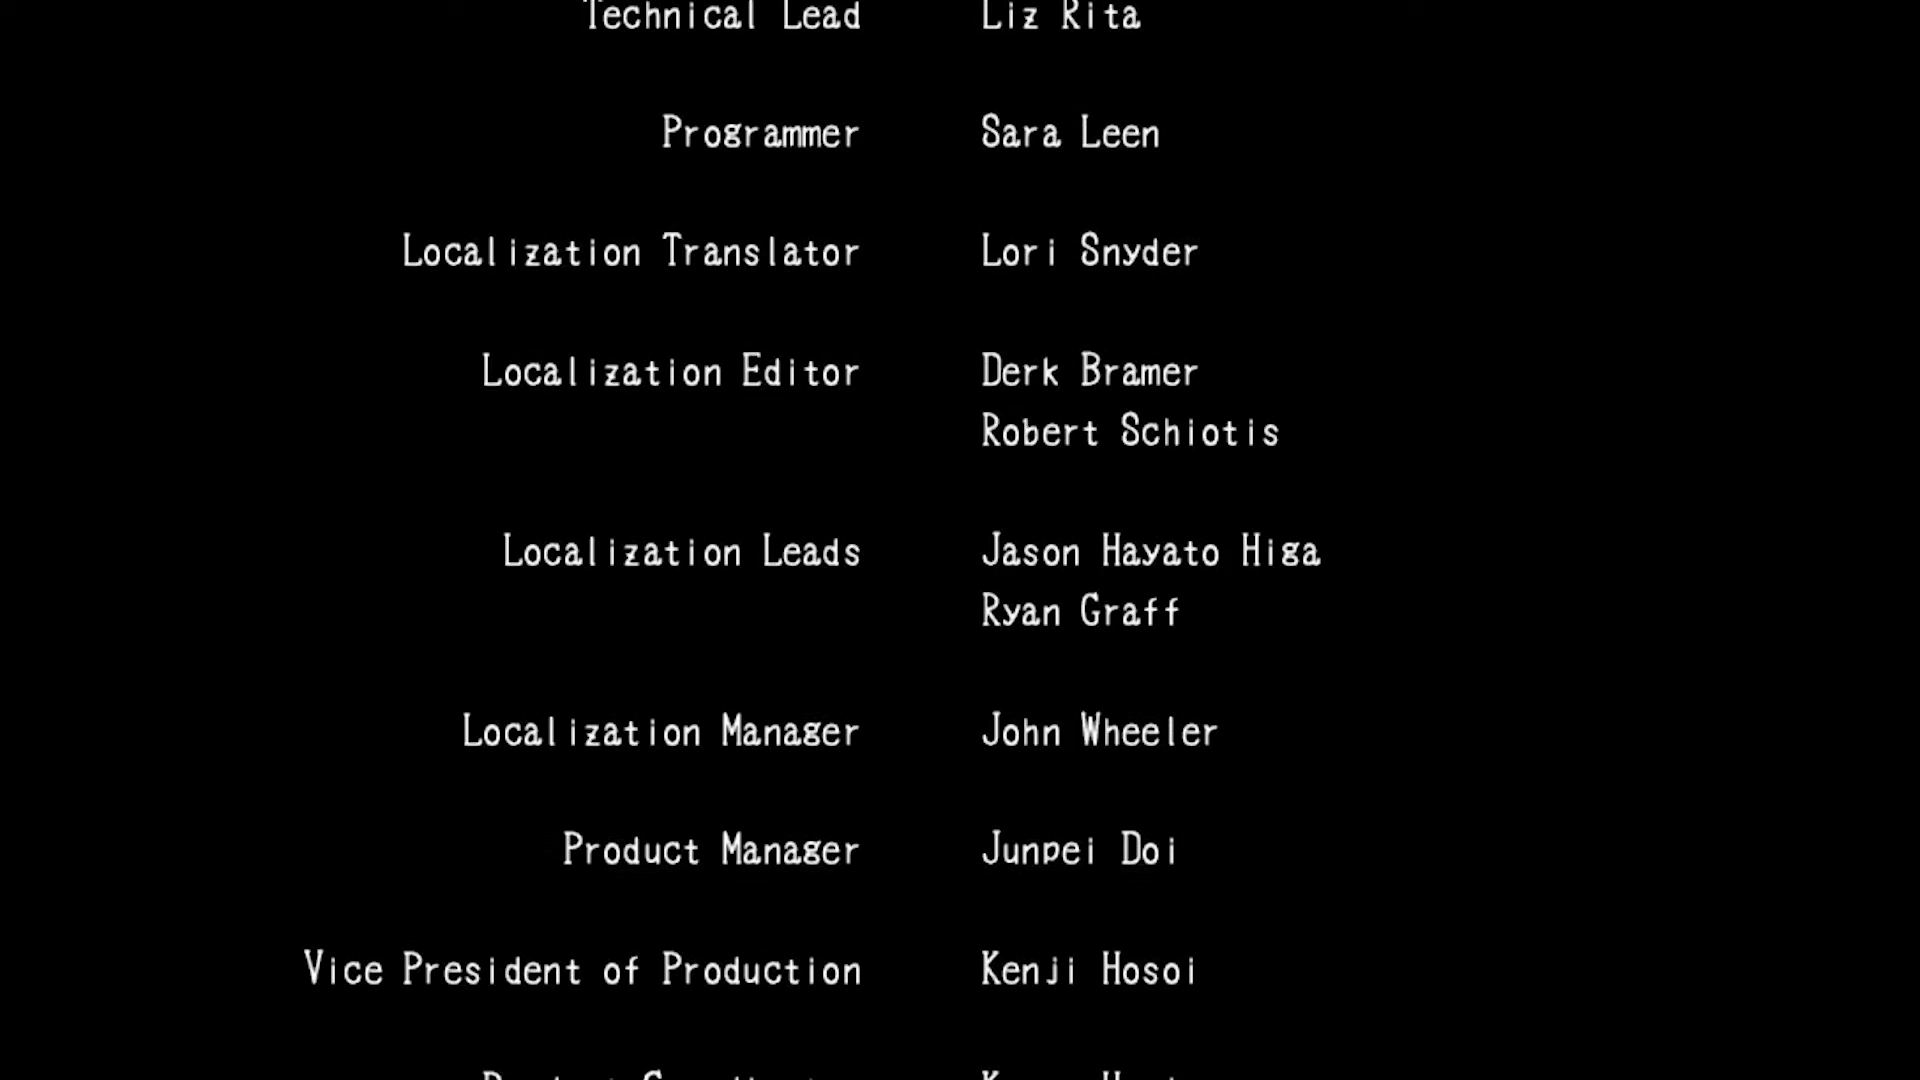 Technical Lead Liz Rita
Programmer Sara Leen
Localization Translator Lori Snyder
Localization Editor Derk Bramer
Robert Schiotis
Localization Leads Jason Hayato Higa
Ryan Graff
Localization Manager John Wheeler
Product Manager Junpei Doi
Vice President of Production Kenji Hosoi